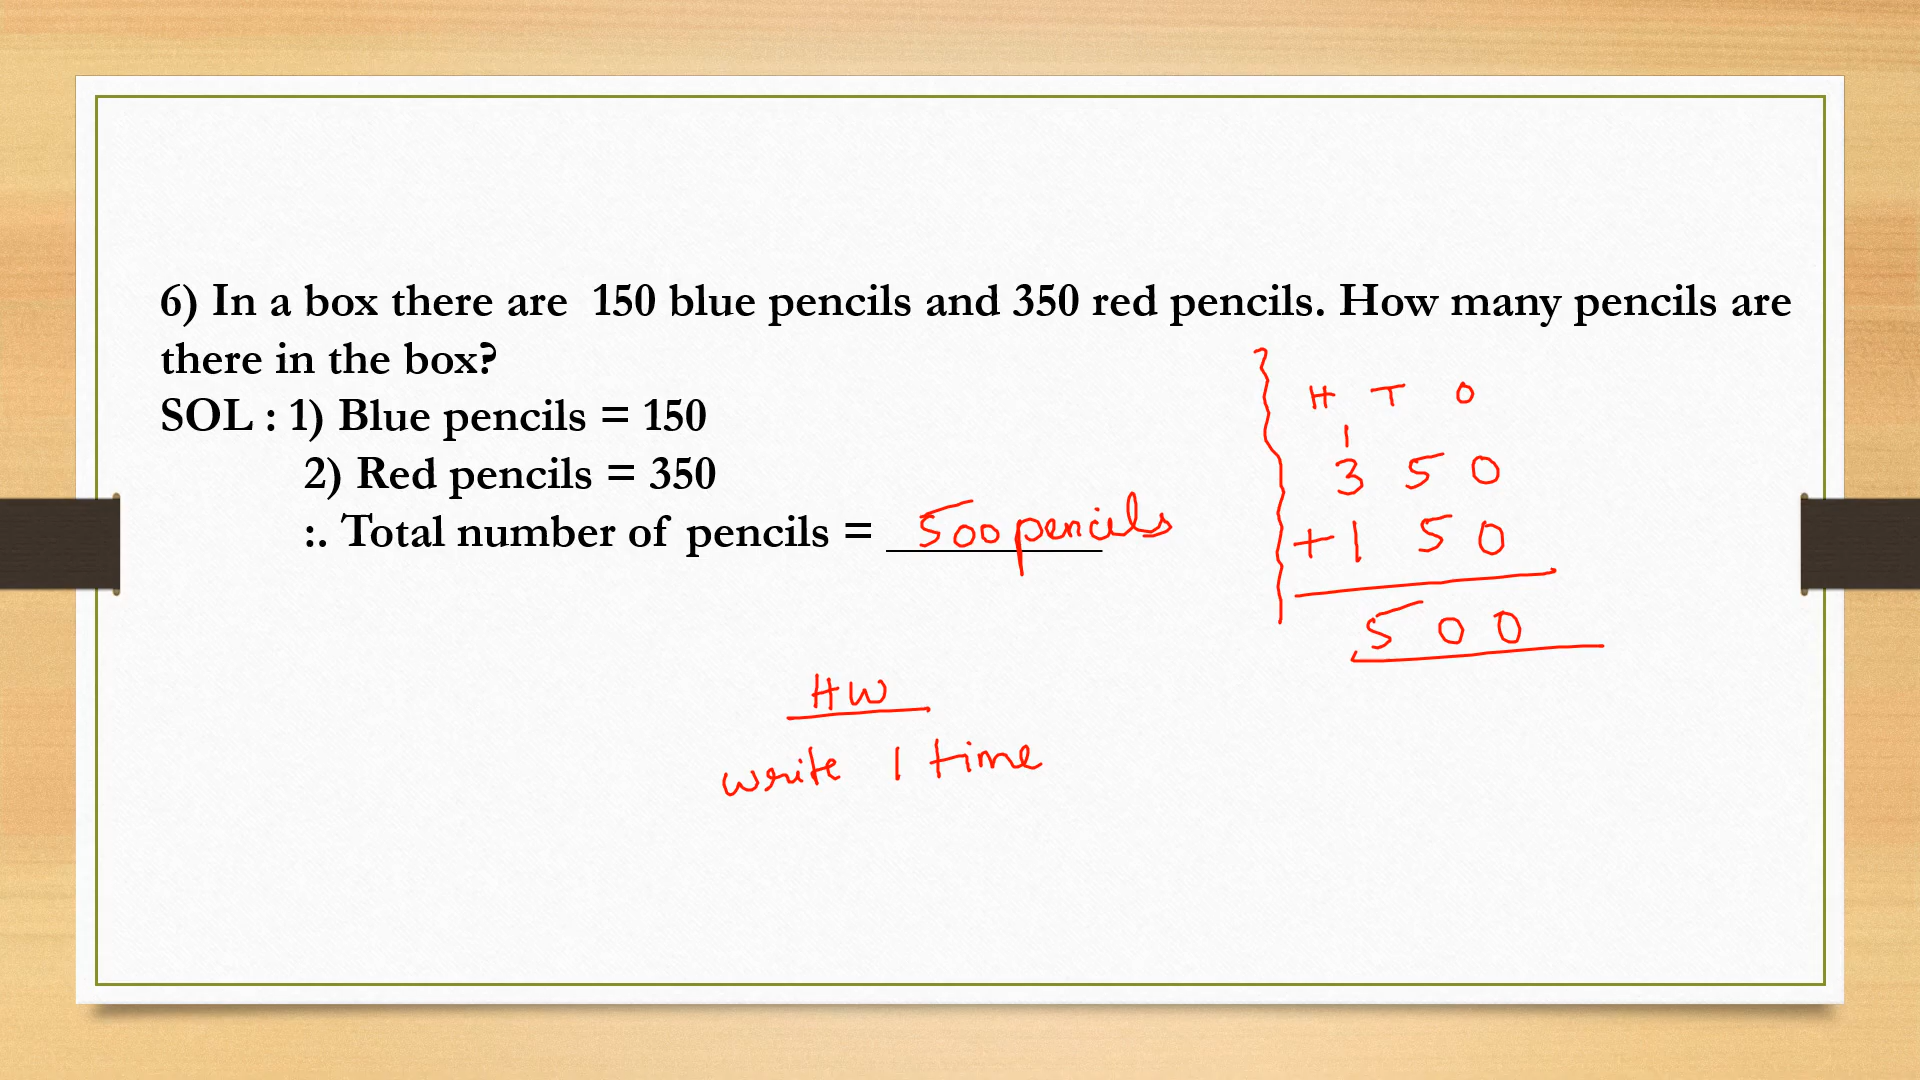 6) In a box there are 150 blue pencils and 350 red pencils. How many pencils are
there in the box?
SOL : 1) Blue pencils = 150
2) Red pencils = 350
:. Total number of pencils = 500 pencils
H T O
1
3 5 0
+ 1 5 0
5 0 0
HW
write 1 time